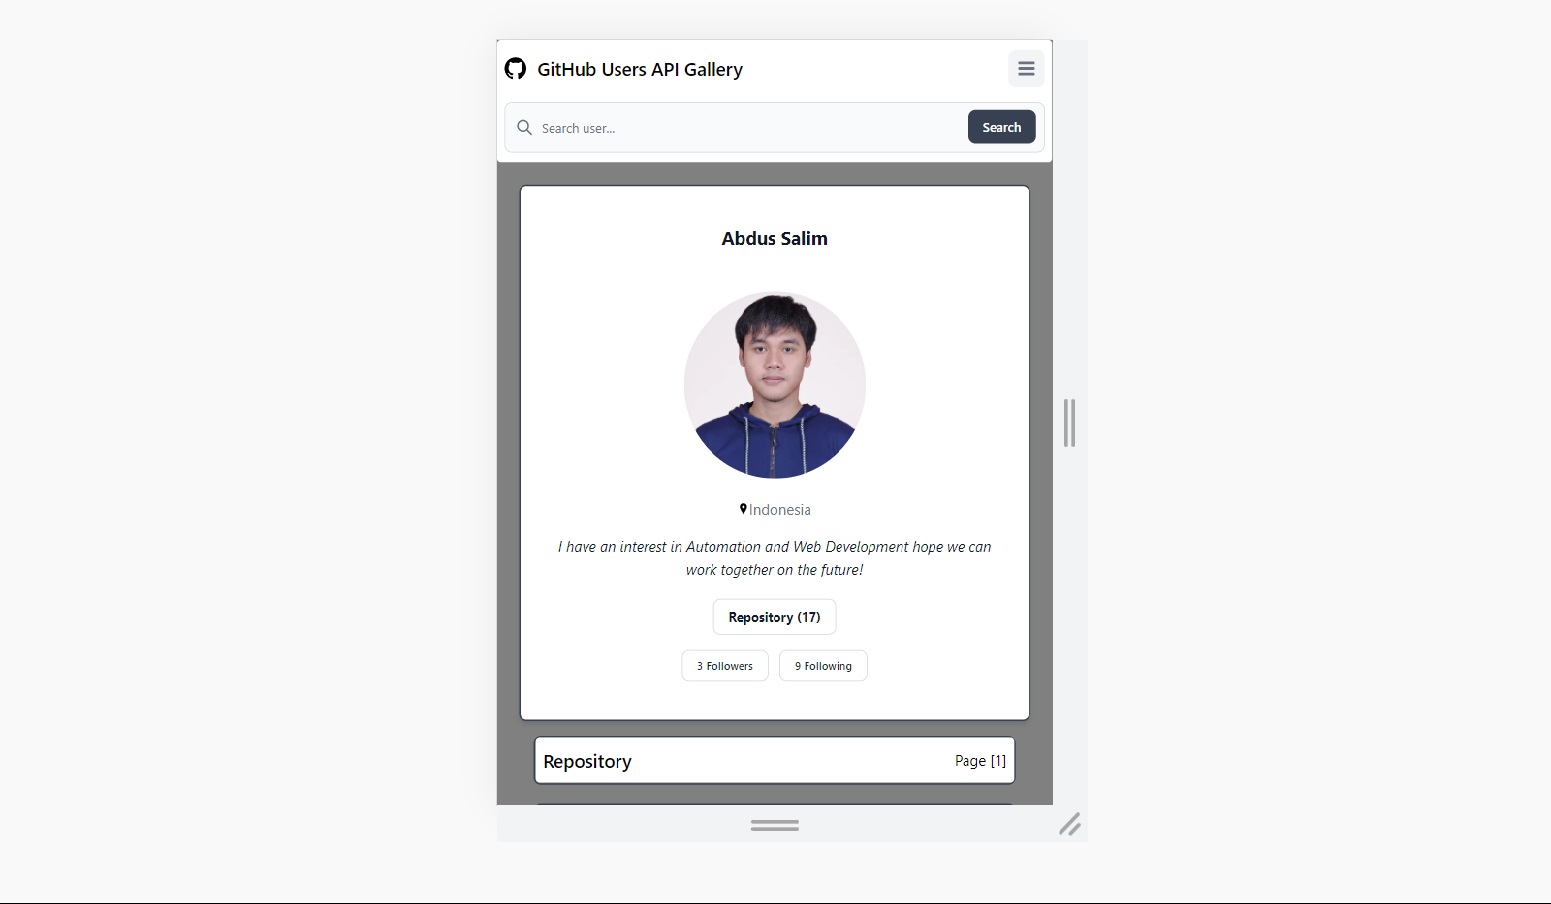 GitHub Users API Gallery
Search user...
Search
Abdus Salim
Indonesia
I have an interest in Automation and Web Development hope we can
work together on the future!
Repository (17)
3 Followers
9 Following
Repository
Page [1]